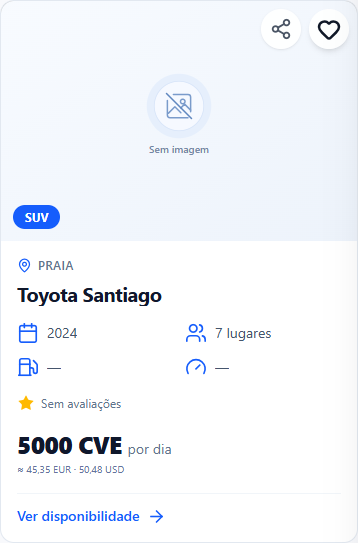 Sem imagem
SUV
PRAIA
Toyota Santiago
2024
7 lugares
—
—
Sem avaliações
5000 CVE por dia
≈ 45,35 EUR · 50,48 USD
Ver disponibilidade